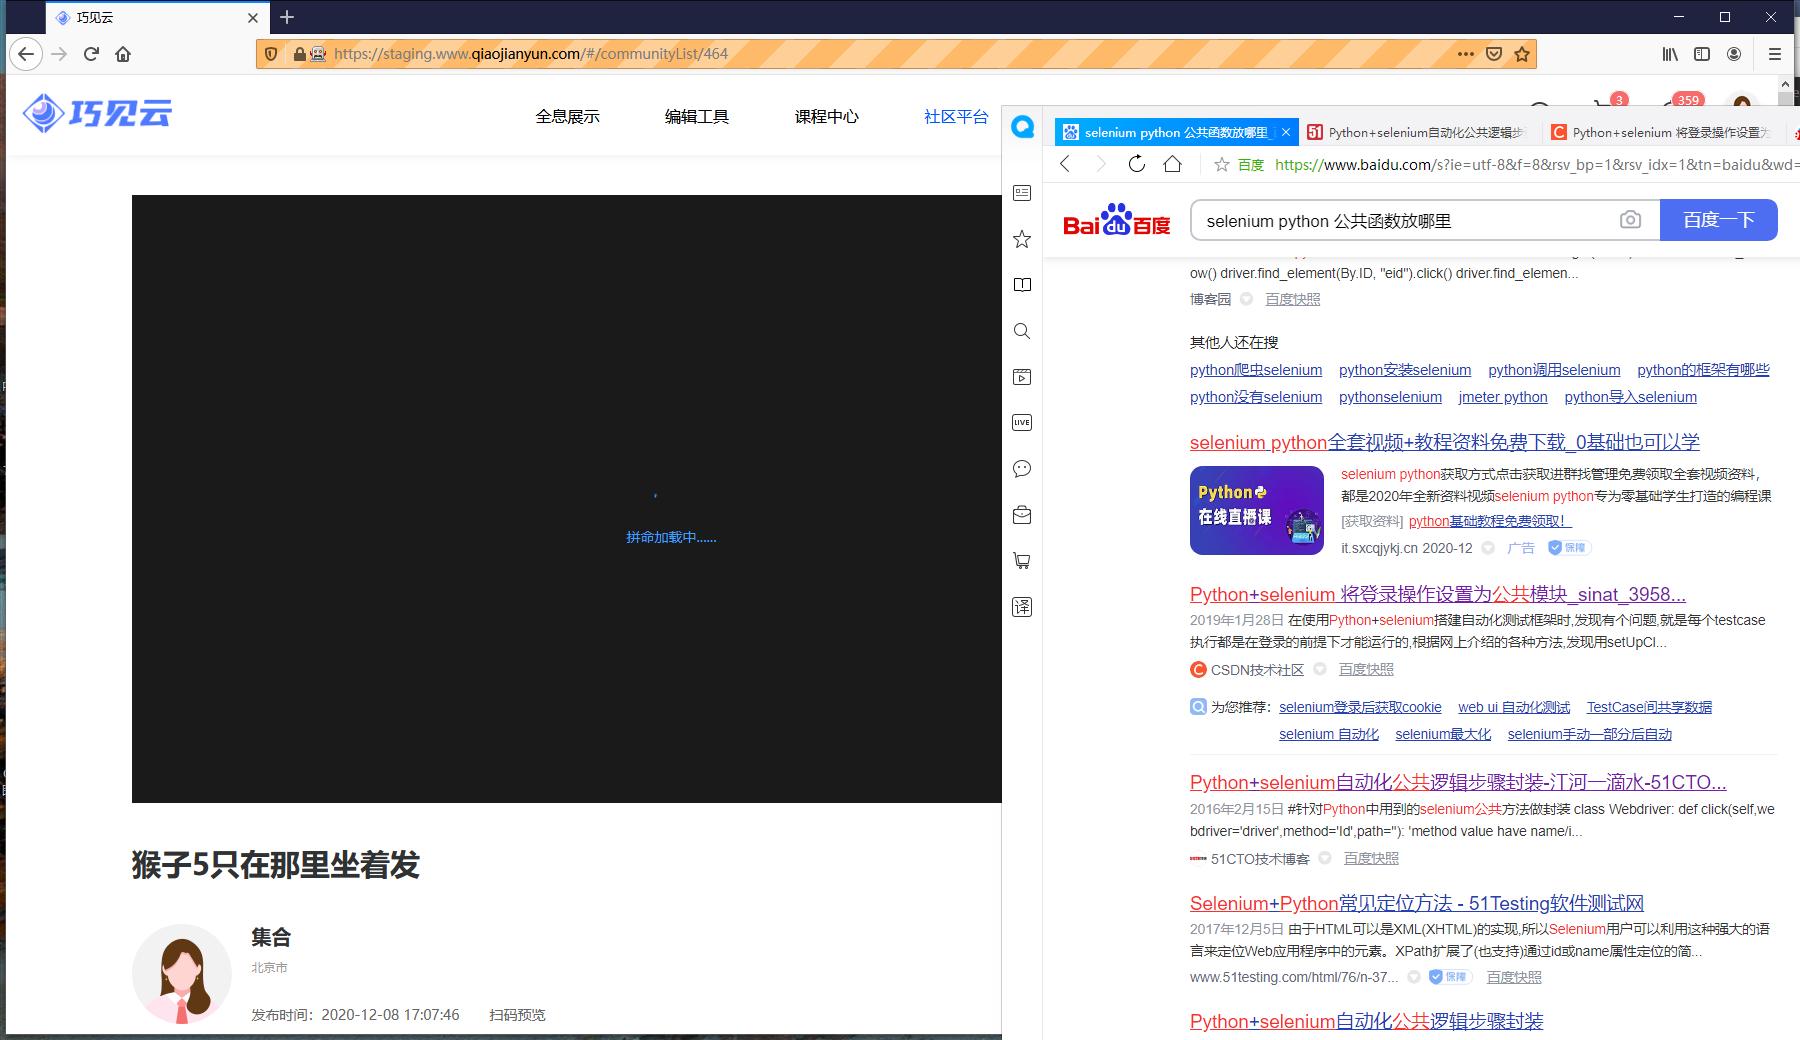 巧见云
https://staging.www.qiaojianyun.com/#/communityList/464
巧见云
全息展示
编辑工具
课程中心
社区平台
3
359
拼命加载中......
猴子5只在那里坐着发
集合
北京市
发布时间：2020-12-08 17:07:46
扫码预览
LIVE
译
selenium python 公共函数放哪里_
51 Python+selenium自动化公共逻辑步
C Python+selenium 将登录操作设置为
百度 https://www.baidu.com/s?ie=utf-8&f=8&rsv_bp=1&rsv_idx=1&tn=baidu&wd=
Bai du 百度
selenium python 公共函数放哪里
百度一下
ow() driver.find_element(By.ID, "eid").click() driver.find_elemen...
博客园 百度快照
其他人还在搜
python爬虫selenium python安装selenium python调用selenium python的框架有哪些
python没有selenium pythonselenium jmeter python python导入selenium
selenium python全套视频+教程资料免费下载_0基础也可以学
Python
在线直播课
selenium python获取方式点击获取进群找管理免费领取全套视频资料,
都是2020年全新资料视频selenium python专为零基础学生打造的编程课
[获取资料] python基础教程免费领取!
it.sxcqjykj.cn 2020-12 广告 保障
Python+selenium 将登录操作设置为公共模块_sinat_3958...
2019年1月28日 在使用Python+selenium搭建自动化测试框架时,发现有个问题,就是每个testcase
执行都是在登录的前提下才能运行的,根据网上介绍的各种方法,发现用setUpCl...
C CSDN技术社区 百度快照
为您推荐: selenium登录后获取cookie web ui 自动化测试 TestCase间共享数据
selenium 自动化 selenium最大化 selenium手动一部分后自动
Python+selenium自动化公共逻辑步骤封装-汀河一滴水-51CTO...
2016年2月15日 #针对Python中用到的selenium公共方法做封装 class Webdriver: def click(self,we
bdriver='driver',method='Id',path=''): 'method value have name/i...
51CTO技术博客 百度快照
Selenium+Python常见定位方法 - 51Testing软件测试网
2017年12月5日 由于HTML可以是XML(XHTML)的实现,所以Selenium用户可以利用这种强大的语
言来定位Web应用程序中的元素。XPath扩展了(也支持)通过id或name属性定位的简...
www.51testing.com/html/76/n-37... 保障 百度快照
Python+selenium自动化公共逻辑步骤封装